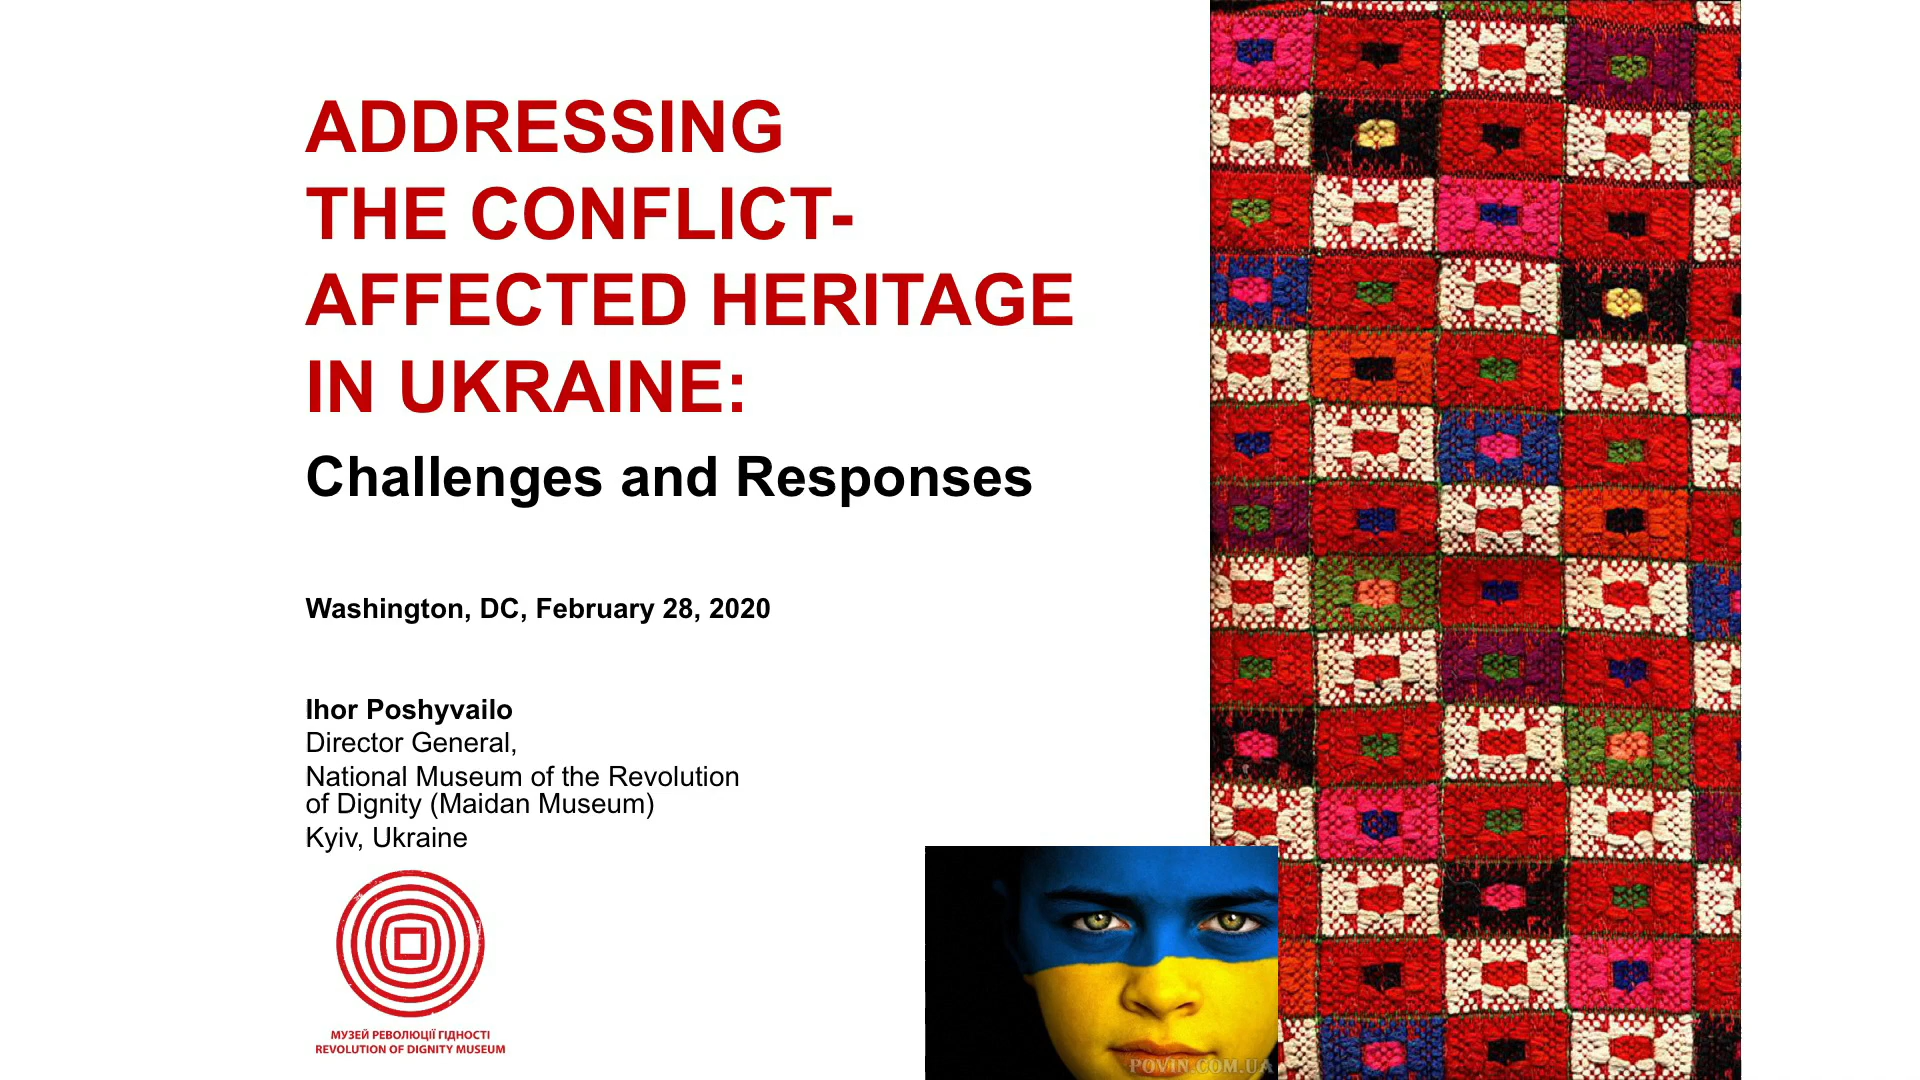 ADDRESSING
THE CONFLICT-
AFFECTED HERITAGE
IN UKRAINE:
Challenges and Responses
Washington, DC, February 28, 2020
Ihor Poshyvailo
Director General,
National Museum of the Revolution
of Dignity (Maidan Museum)
Kyiv, Ukraine
МУЗЕЙ РЕВОЛЮЦІЇ ГІДНОСТІ
REVOLUTION OF DIGNITY MUSEUM
POVIN.COM.UA